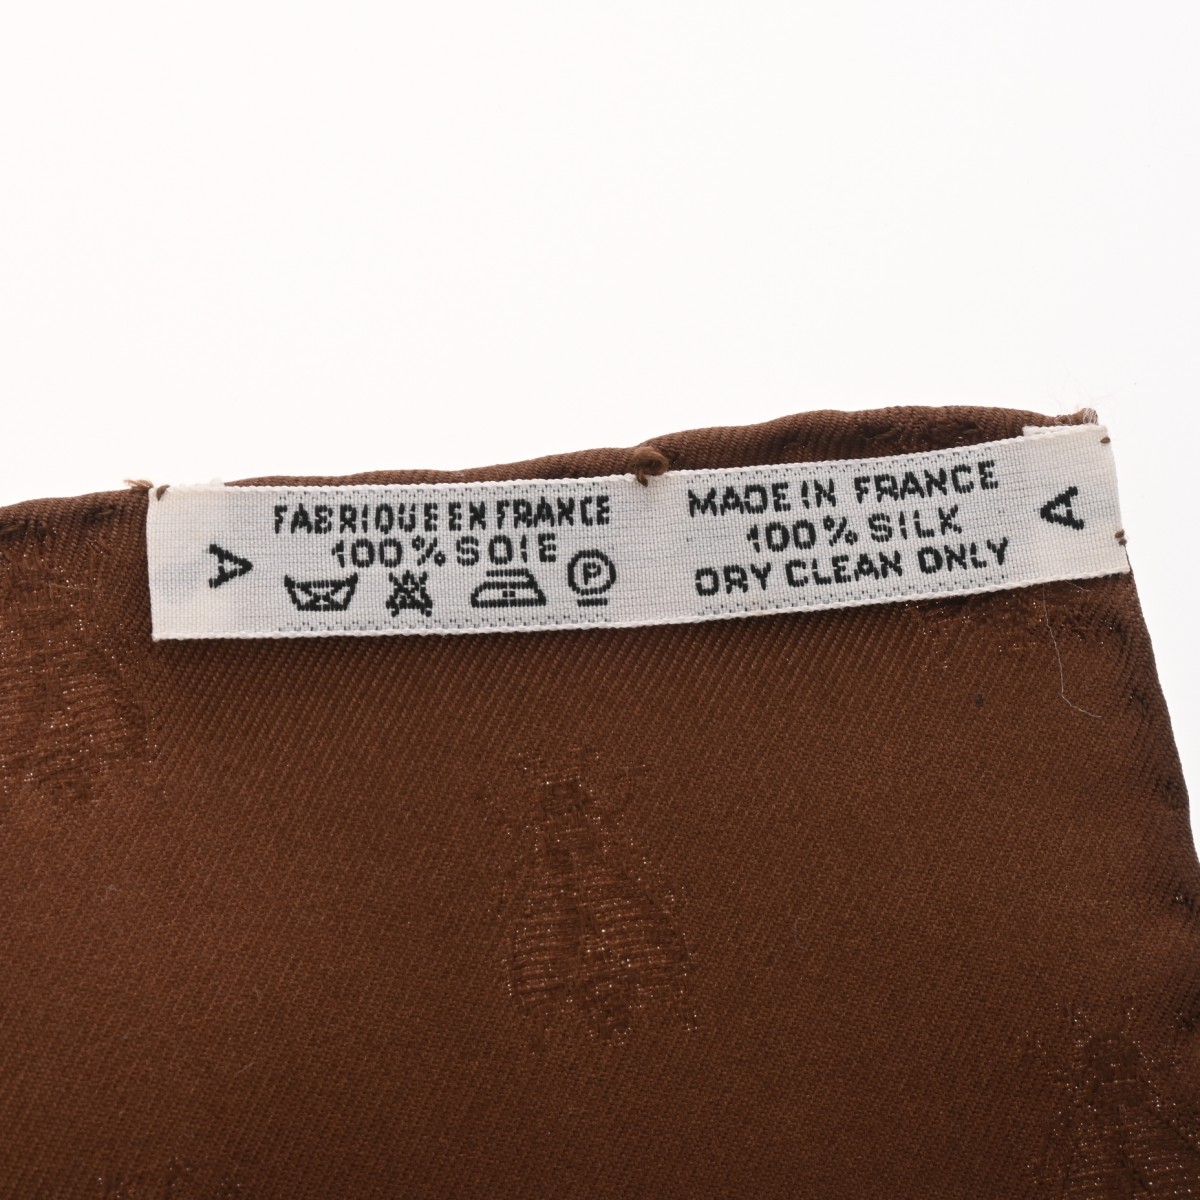 A
FABRIQUE EN FRANCE
100% SOIE
P
MADE IN FRANCE
100% SILK
DRY CLEAN ONLY
A